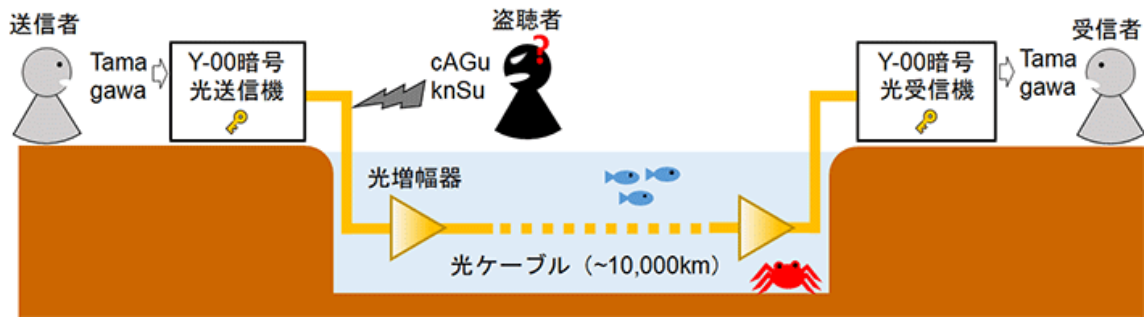 送信者
Tama
gawa
Y-00暗号
光送信機
盗聴者
?
cAGu
knSu
Y-00暗号
光受信機
Tama
gawa
受信者
光増幅器
光ケーブル（~10,000km）